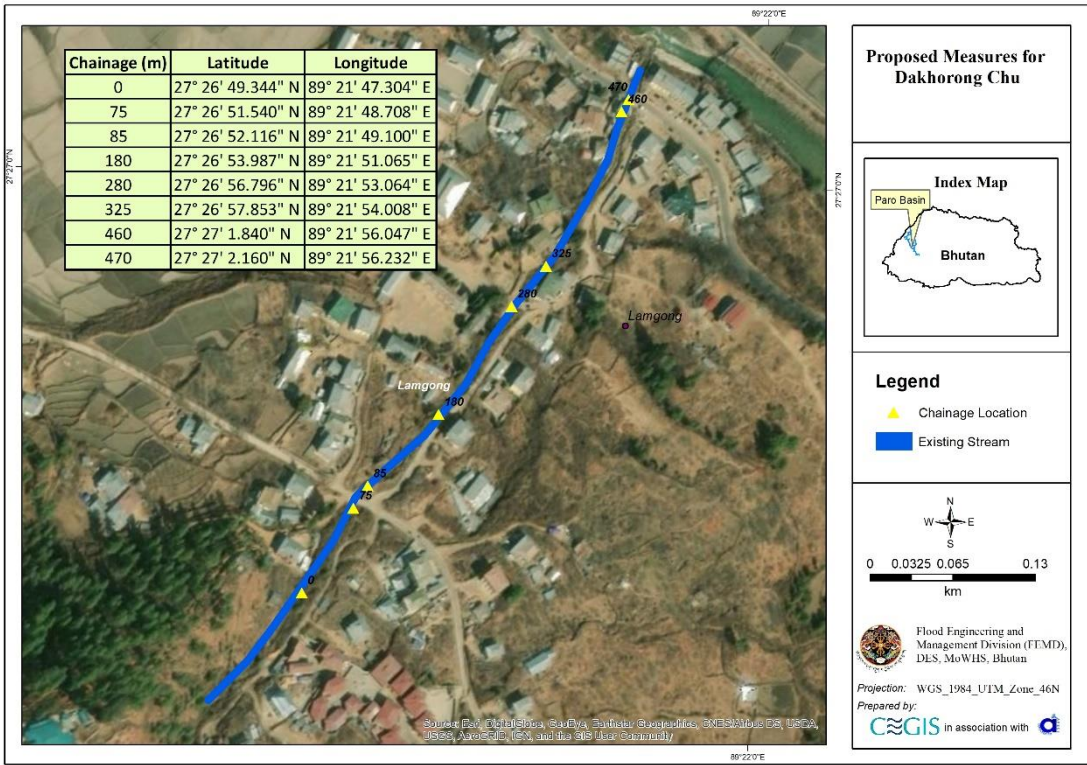 89°22'0"E
Chainage (m) Latitude Longitude
0 27° 26' 49.344" N 89° 21' 47.304" E
75 27° 26' 51.540" N 89° 21' 48.708" E
85 27° 26' 52.116" N 89° 21' 49.100" E
180 27° 26' 53.987" N 89° 21' 51.065" E
280 27° 26' 56.796" N 89° 21' 53.064" E
325 27° 26' 57.853" N 89° 21' 54.008" E
460 27° 27' 1.840" N 89° 21' 56.047" E
470 27° 27' 2.160" N 89° 21' 56.232" E
470
460
27°27'0"N
27°27'0"N
325
280
Lamgong
Lamgong
180
85
75
0
Source: Esri, DigitalGlobe, GeoEye, Earthstar Geographics, CNES/Airbus DS, USDA,
USGS, AeroGRID, IGN, and the GIS User Community
89°22'0"E
Proposed Measures for
Dakhorong Chu
Index Map
Paro Basin
Bhutan
Legend
Chainage Location
Existing Stream
N
W E
S
0 0.0325 0.065 0.13
km
Flood Engineering and
Management Division (FEMD),
DES, MoWHS, Bhutan
Projection: WGS_1984_UTM_Zone_46N
Prepared by:
CEGIS in association with